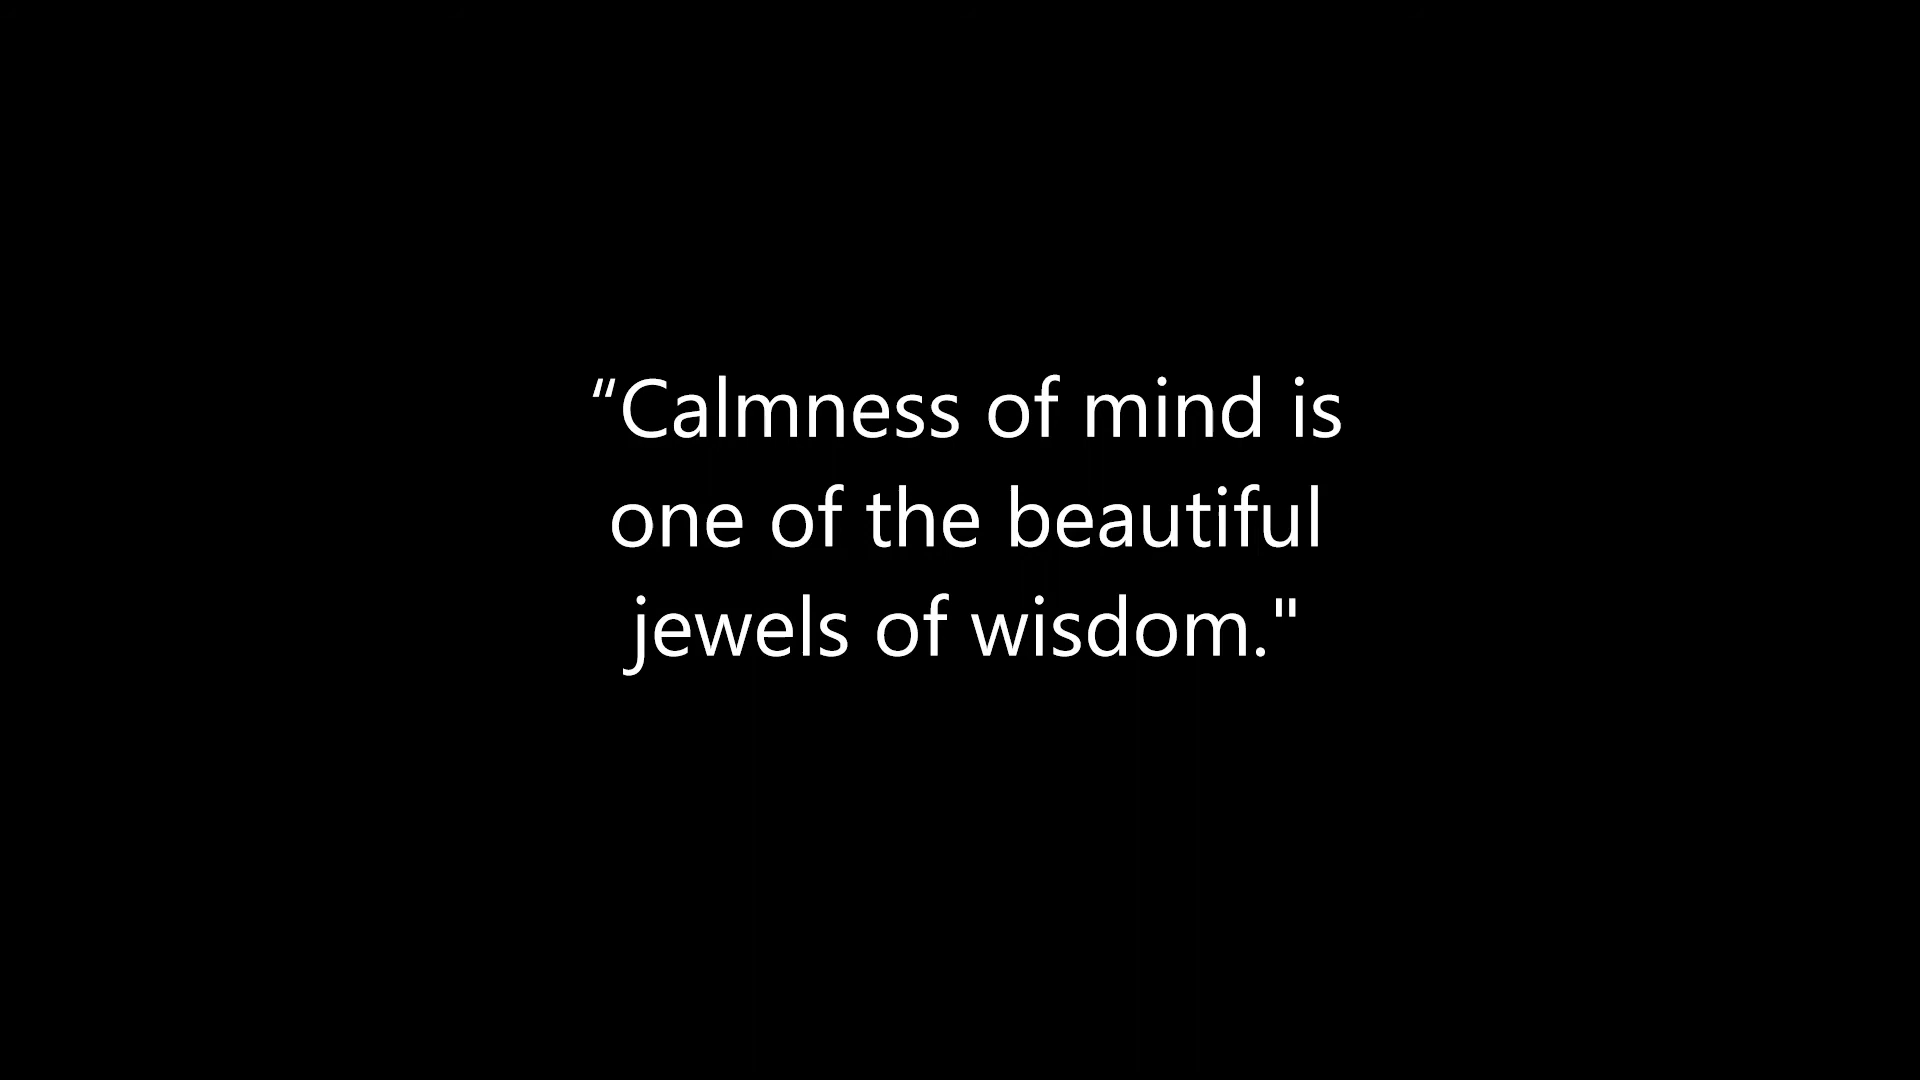 “Calmness of mind is
one of the beautiful
jewels of wisdom."